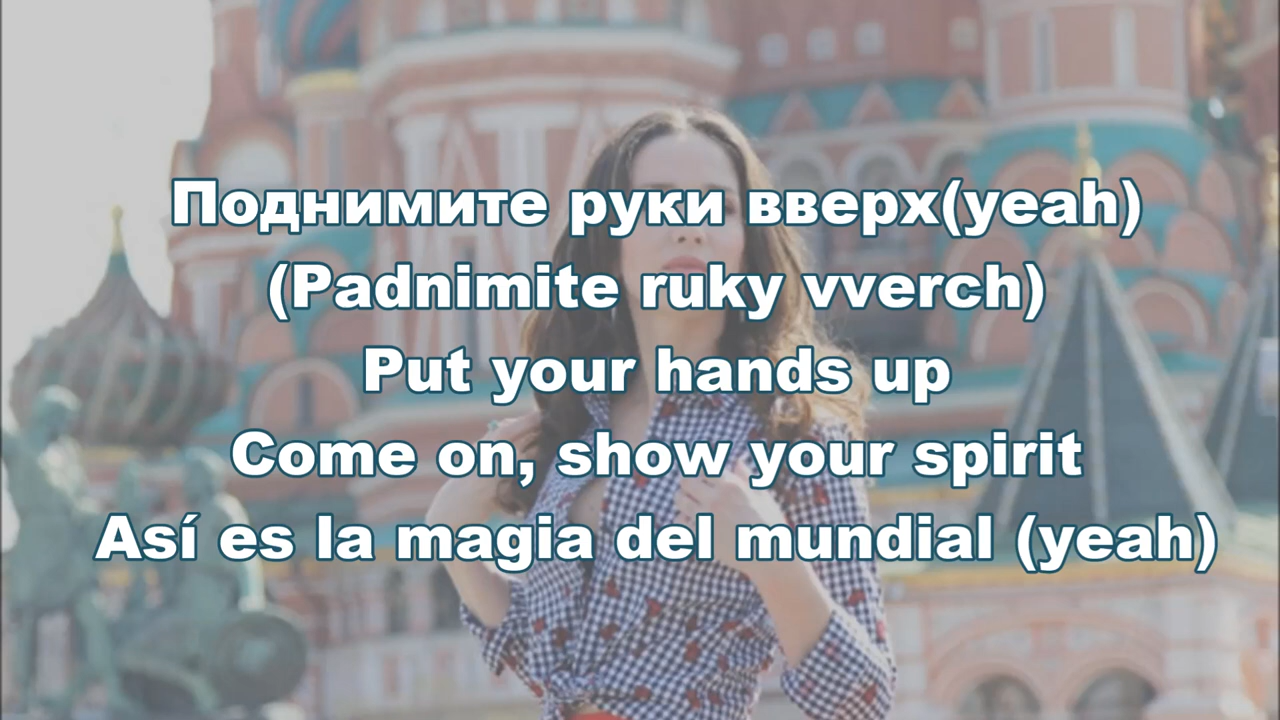 Поднимите руки вверх(yeah)
(Padnimite ruky vverch)
Put your hands up
Come on, show your spirit
Así es la magia del mundial (yeah)